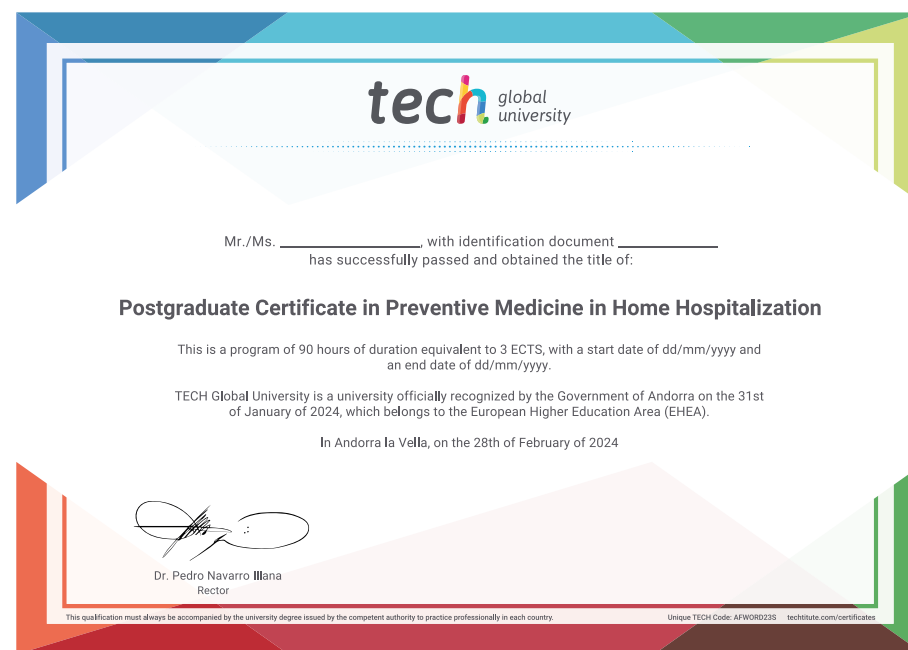 tech global university
Mr./Ms. ____________________, with identification document ______________
has successfully passed and obtained the title of:
Postgraduate Certificate in Preventive Medicine in Home Hospitalization
This is a program of 90 hours of duration equivalent to 3 ECTS, with a start date of dd/mm/yyyy and
an end date of dd/mm/yyyy.
TECH Global University is a university officially recognized by the Government of Andorra on the 31st
of January of 2024, which belongs to the European Higher Education Area (EHEA).
In Andorra la Vella, on the 28th of February of 2024
Dr. Pedro Navarro Illana
Rector
This qualification must always be accompanied by the university degree issued by the competent authority to practice professionally in each country.
Unique TECH Code: AFWORD23S techtitute.com/certificates